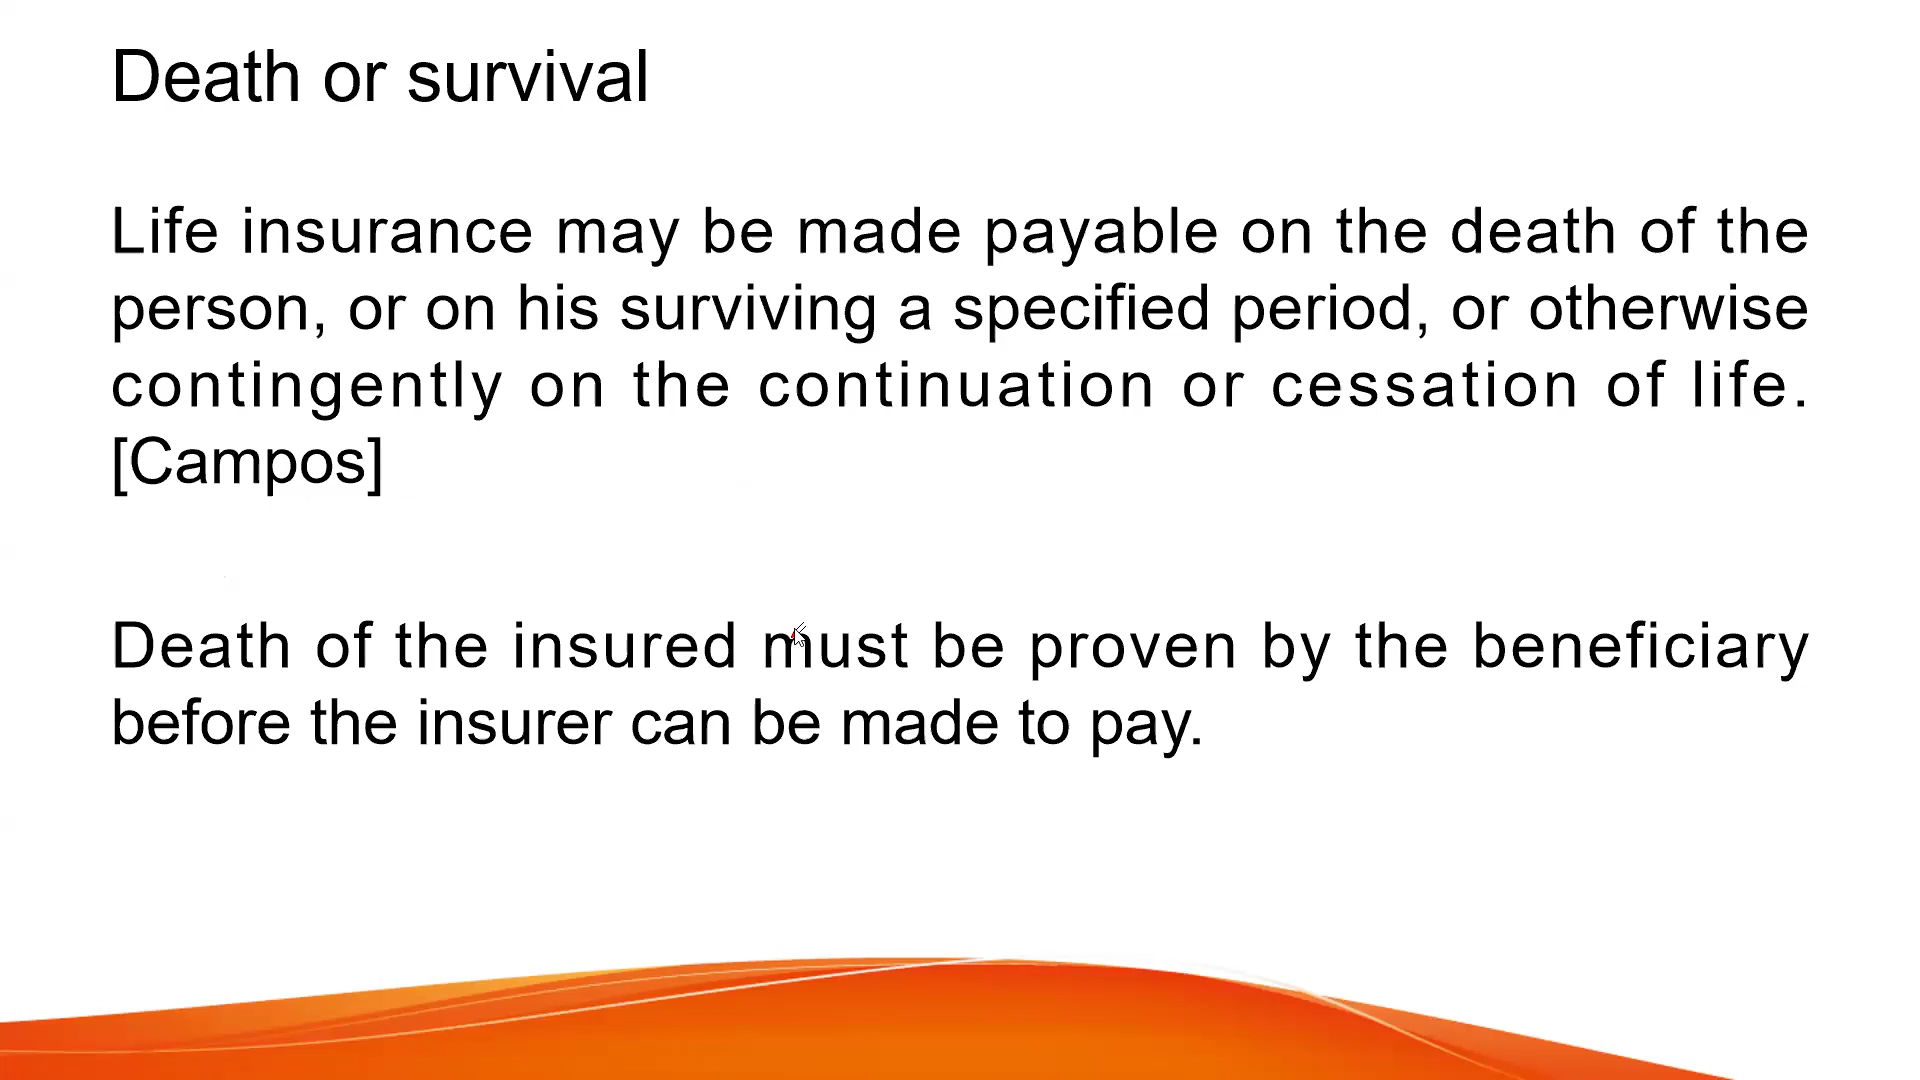 Death or survival
Life insurance may be made payable on the death of the
person, or on his surviving a specified period, or otherwise
contingently on the continuation or cessation of life.
[Campos]
Death of the insured must be proven by the beneficiary
before the insurer can be made to pay.